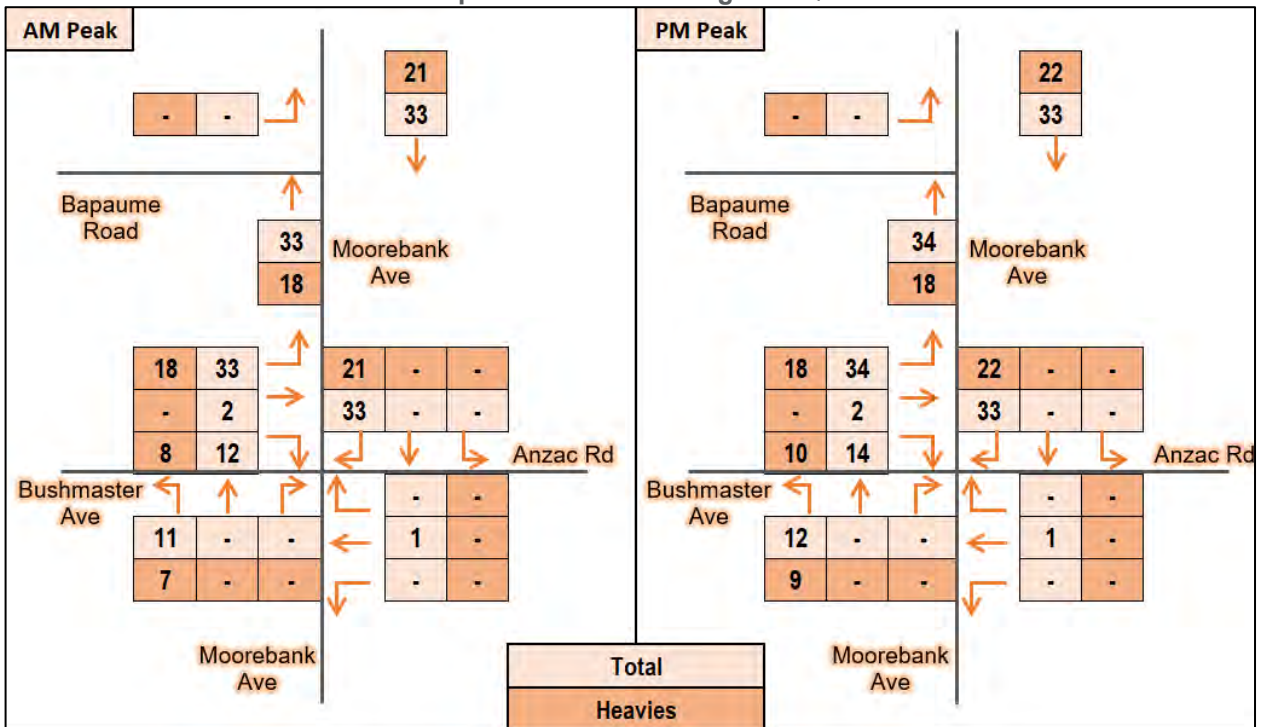 AM Peak
21
33
- -
Bapaume
Road
33
18
Moorebank
Ave
18 33
- 2
8 12
21 - -
33 - -
Anzac Rd
Bushmaster
Ave
11 - -
7 - -
- -
1 -
- -
Moorebank
Ave
PM Peak
22
33
- -
Bapaume
Road
34
18
Moorebank
Ave
18 34
- 2
10 14
22 - -
33 - -
Anzac Rd
Bushmaster
Ave
12 - -
9 - -
- -
1 -
- -
Moorebank
Ave
Total
Heavies